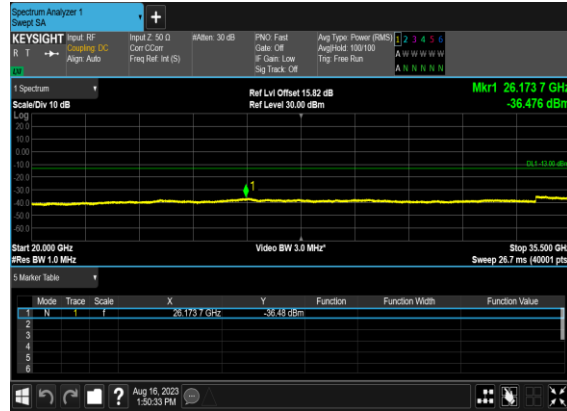 Spectrum Analyzer 1
Swept SA
+
KEYSIGHT Input: RF Input Z: 50 Ω #Atten: 30 dB PNO: Fast Avg Type: Power (RMS) 1 2 3 4 5 6
R T Coupling: DC Corr CCorr Gate: Off Avg|Hold: 100/100 A W W W W W
Align: Auto Freq Ref: Int (S) IF Gain: Low Trig: Free Run
Sig Track: Off A N N N N N
1 Spectrum Ref Lvl Offset 15.82 dB Mkr1 26.173 7 GHz
Scale/Div 10 dB Ref Level 30.00 dBm -36.476 dBm
Log
20.0
10.0
0.00
-10.0 DL1 -13.00 dBm
-20.0
-30.0 1
-40.0
-50.0
-60.0
Start 20.000 GHz Video BW 3.0 MHz* Stop 35.500 GHz
#Res BW 1.0 MHz Sweep 26.7 ms (40001 pts)
5 Marker Table
Mode Trace Scale X Y Function Function Width Function Value
1 N 1 f 26.173 7 GHz -36.48 dBm
2
3
4
5
6
? Aug 16, 2023
1:50:33 PM